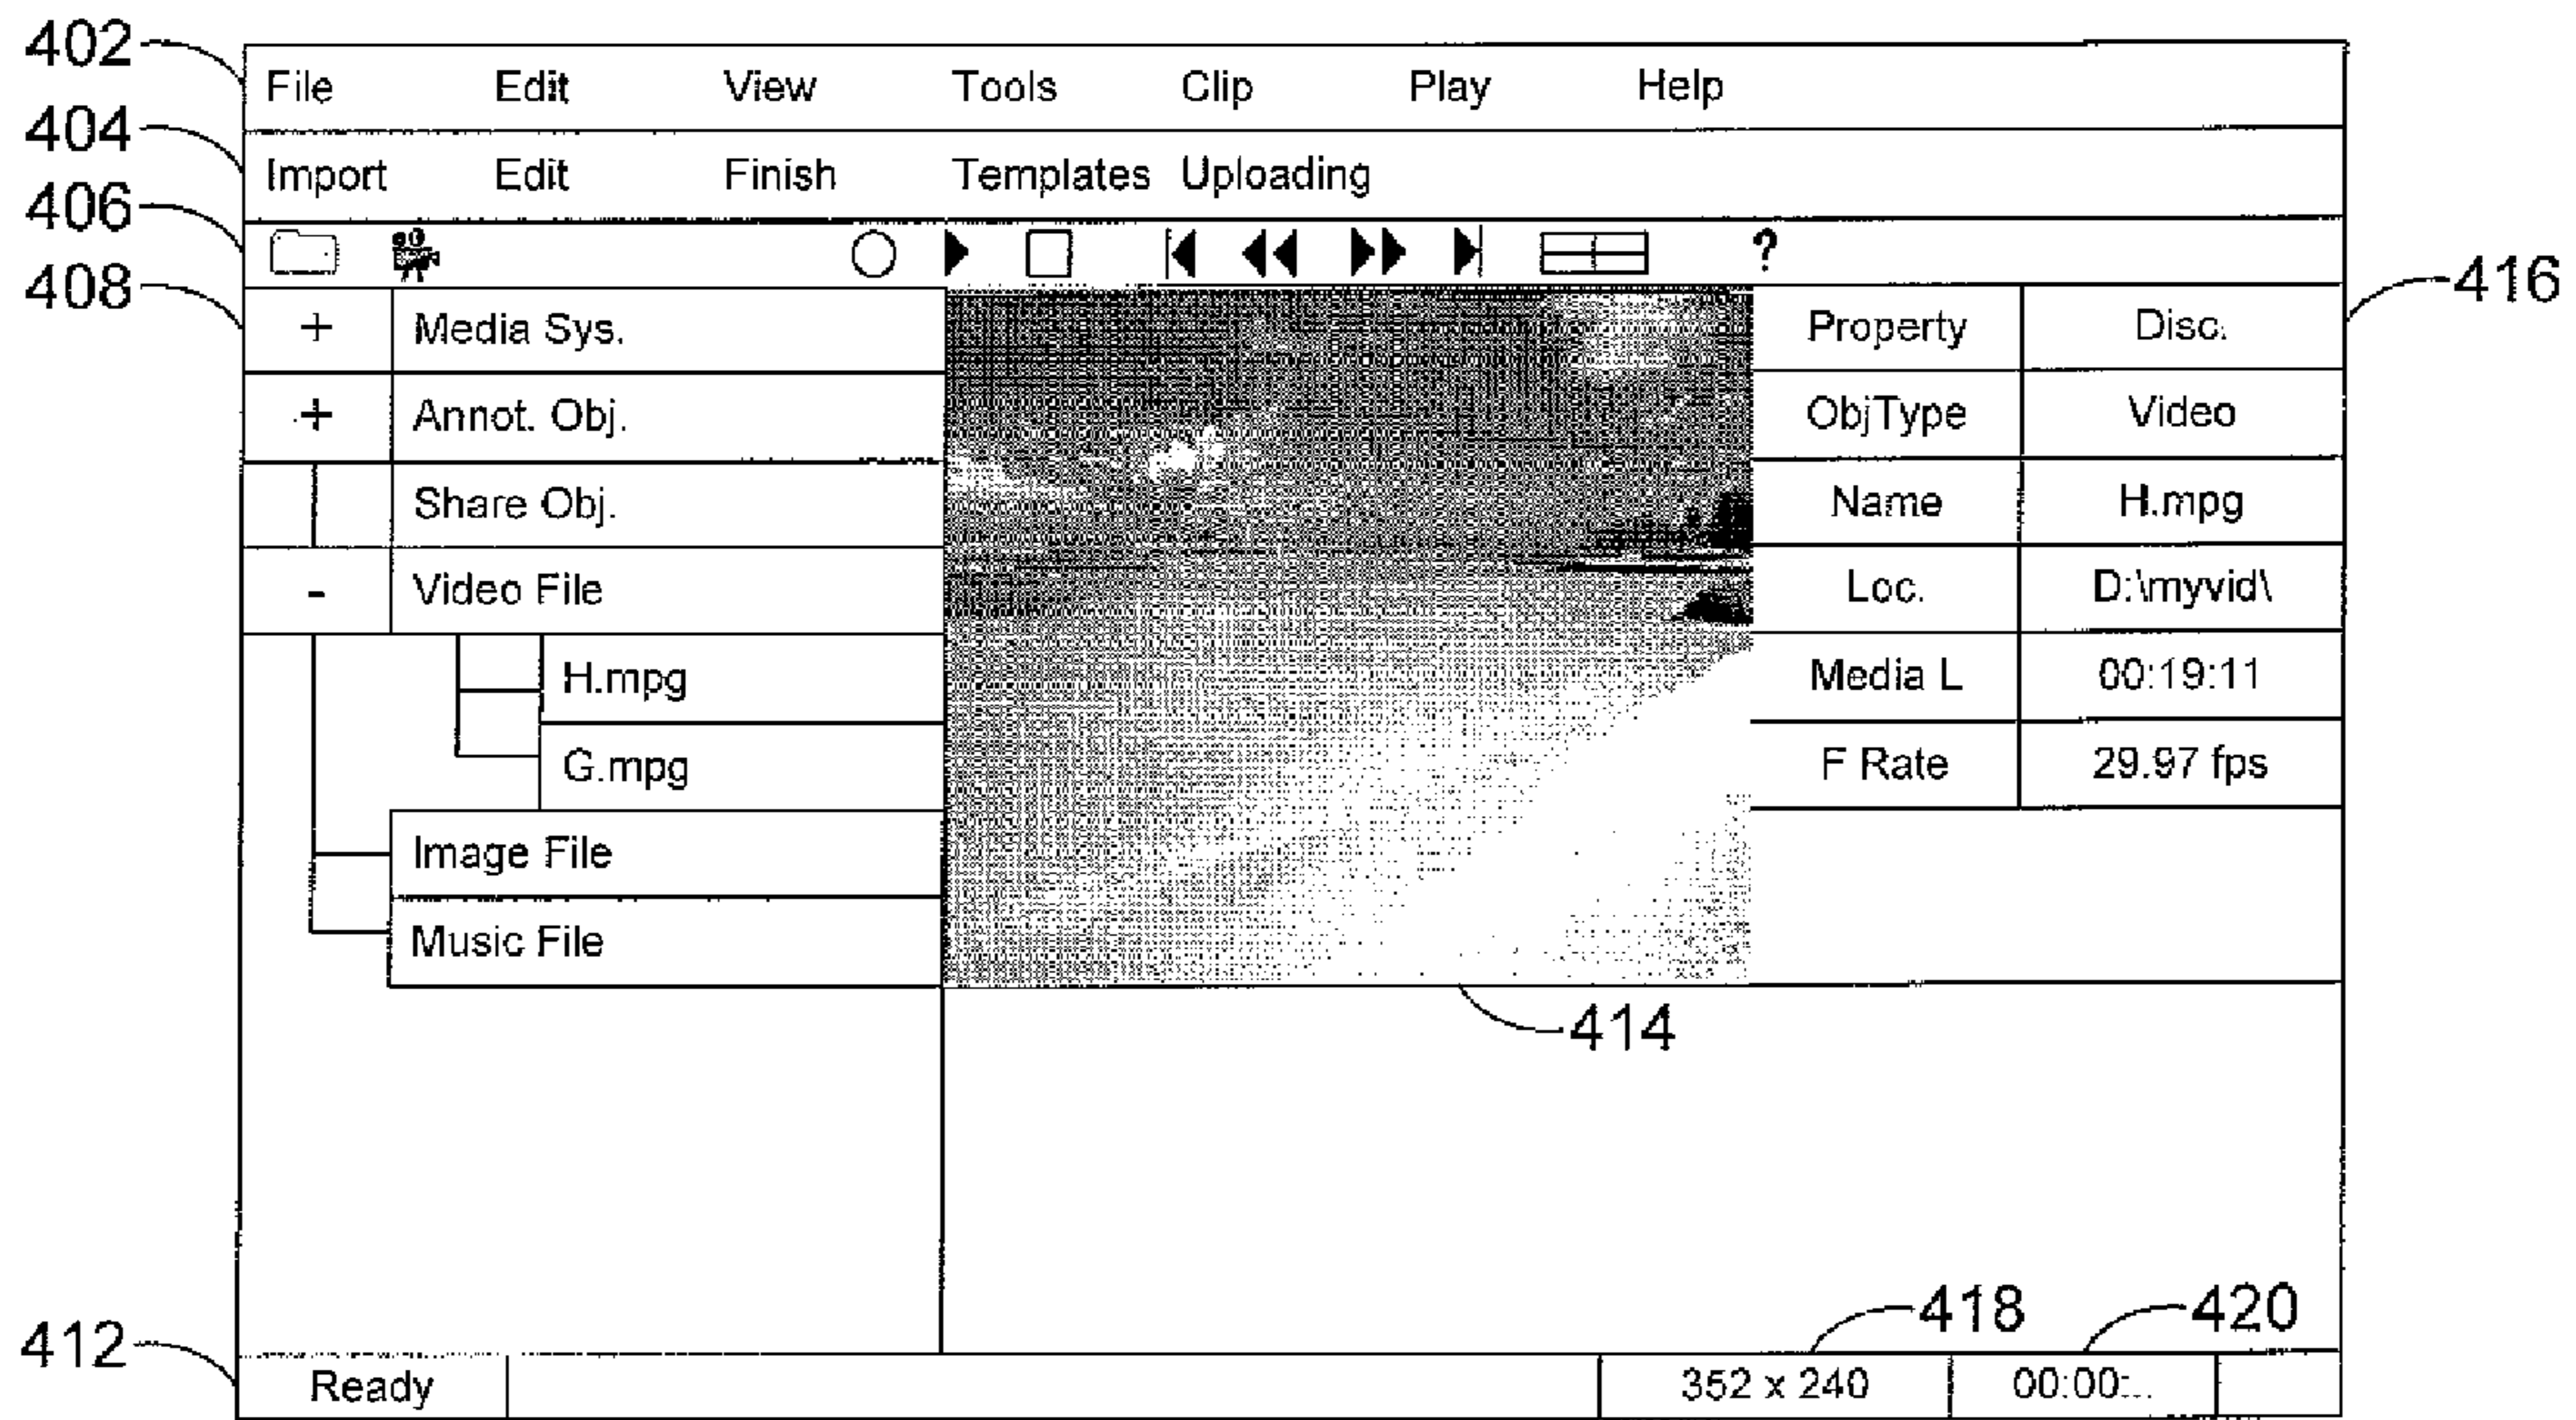 402
File Edit View Tools Clip Play Help
404
Import Edit Finish Templates Uploading
406
?
408
416
+ Media Sys. Property Disc.
+ Annot. Obj. ObjType Video
Share Obj. Name H.mpg
- Video File Loc. D:\myvid\
H.mpg Media L 00:19:11
G.mpg F Rate 29.97 fps
Image File
Music File
414
418 420
412
Ready 352 x 240 00:00:..